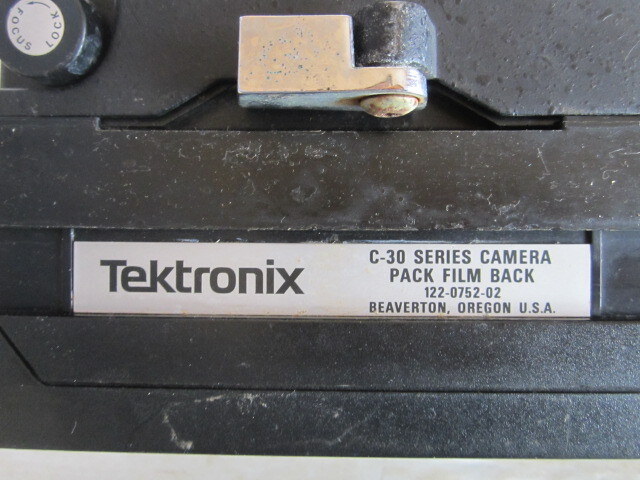 FOCUS LOCK
Tektronix
C-30 SERIES CAMERA
PACK FILM BACK
122-0752-02
BEAVERTON, OREGON U.S.A.